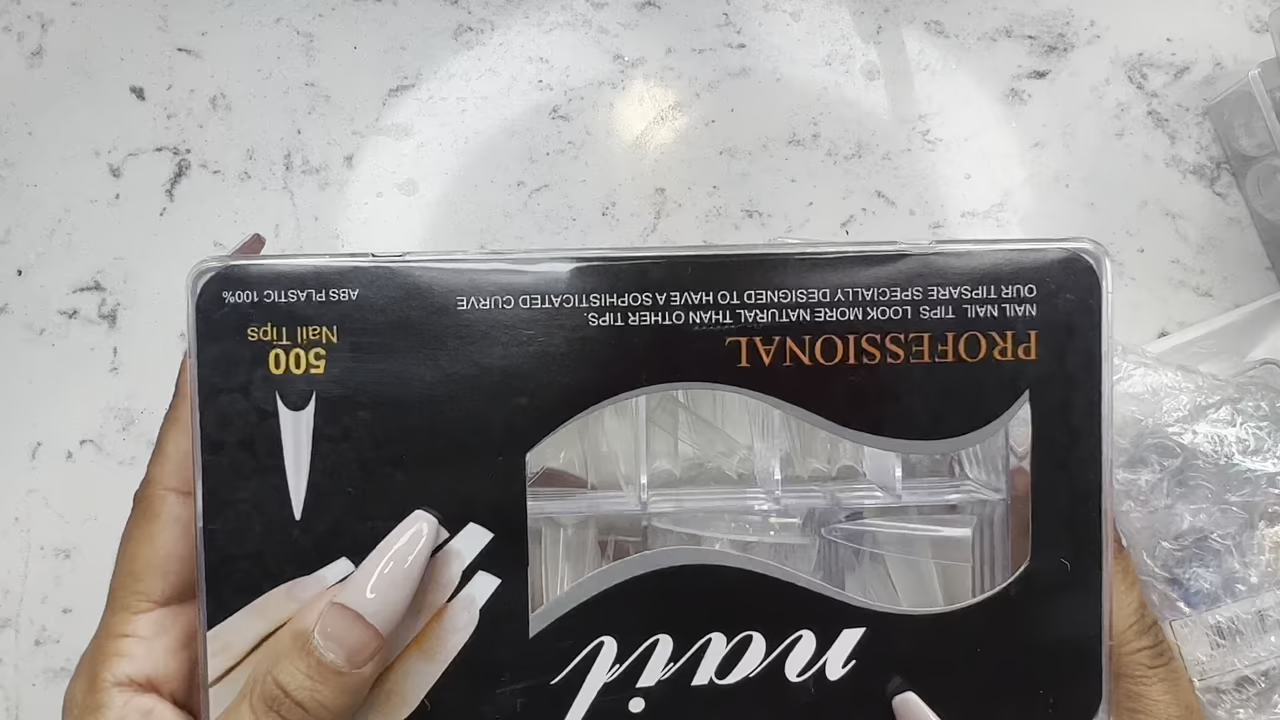 nail
PROFESSIONAL
NAIL NAIL TIPS LOOK MORE NATURAL THAN OTHER TIPS.
OUR TIPSARE SPECIALLY DESIGNED TO HAVE A SOPHISTICATED CURVE
500
Nail Tips
ABS PLASTIC 100%